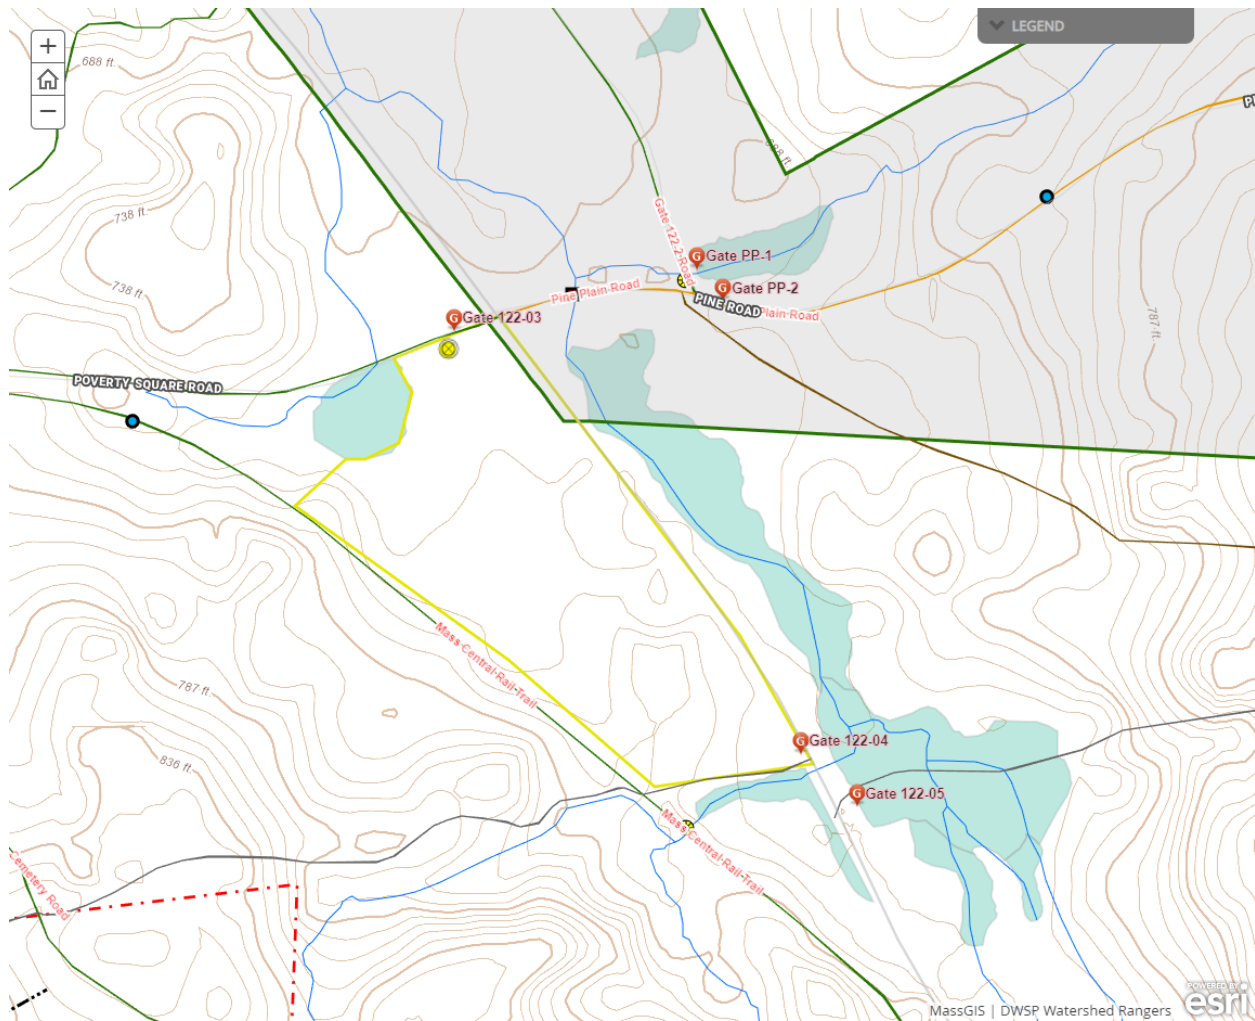 LEGEND
+
−
688 ft.
PI
688 ft.
738 ft.
Gate 122-2 Road
Gate PP-1
738 ft.
Pine Plain Road
Gate PP-2
PINE ROAD
Plain Road
Gate 122-03
787 ft.
POVERTY SQUARE ROAD
Mass Central Rail Trail
787 ft.
Gate 122-04
836 ft.
Gate 122-05
Mass Central Rail Trail
Cemetery Road
POWERED BY
esri
MassGIS | DWSP Watershed Rangers